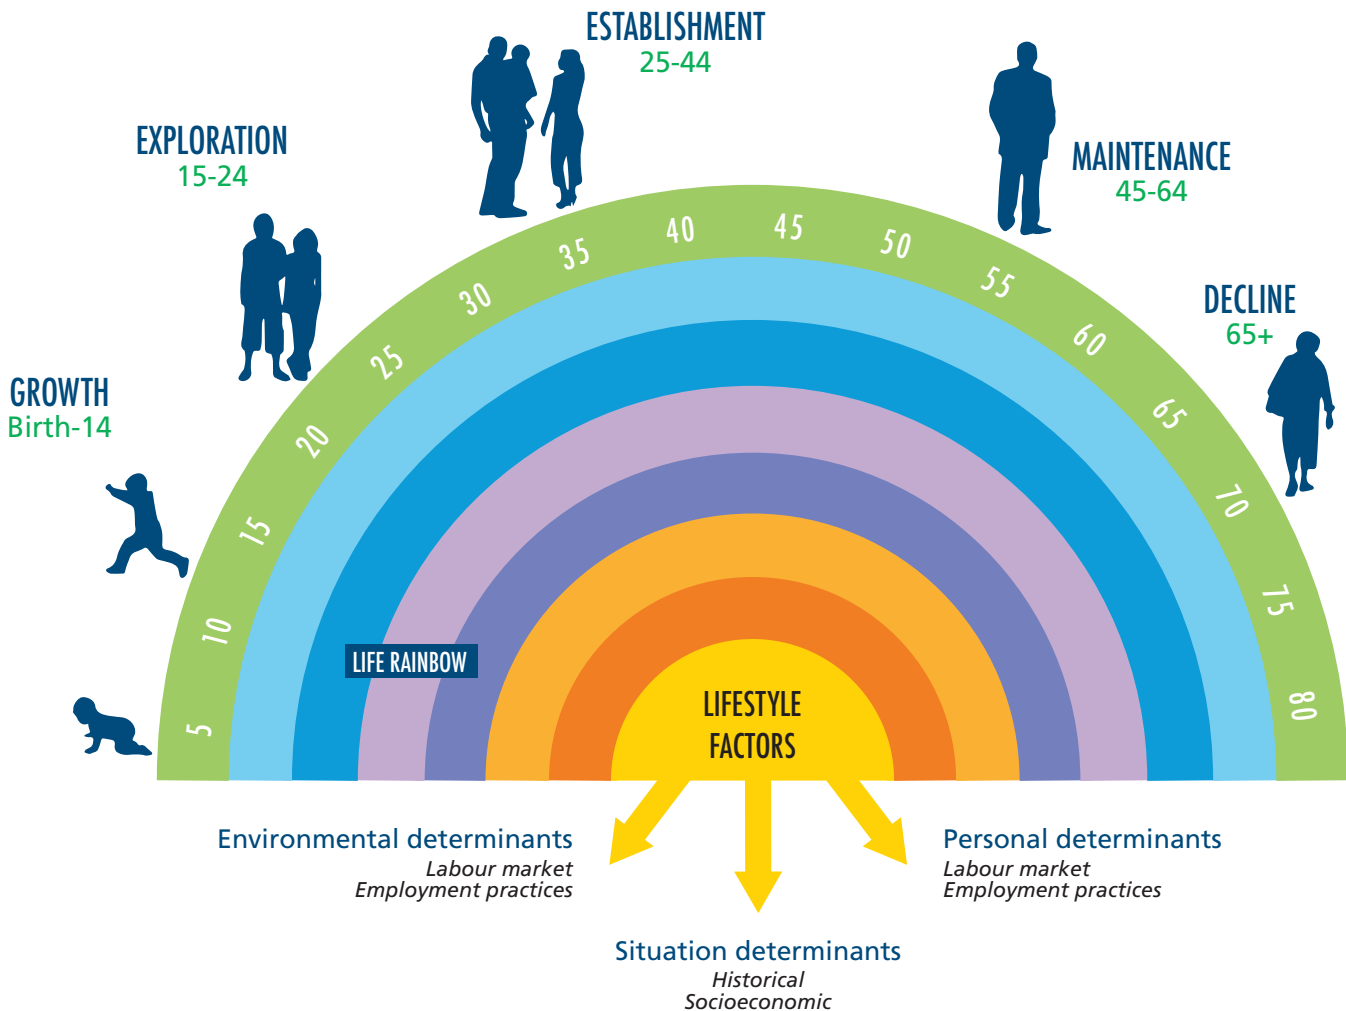 ESTABLISHMENT
25-44
EXPLORATION
15-24
MAINTENANCE
45-64
DECLINE
65+
GROWTH
Birth-14
5
10
15
20
25
30
35
40
45
50
55
60
65
70
75
80
LIFE RAINBOW
LIFESTYLE
FACTORS
Environmental determinants
Labour market
Employment practices
Personal determinants
Labour market
Employment practices
Situation determinants
Historical
Socioeconomic